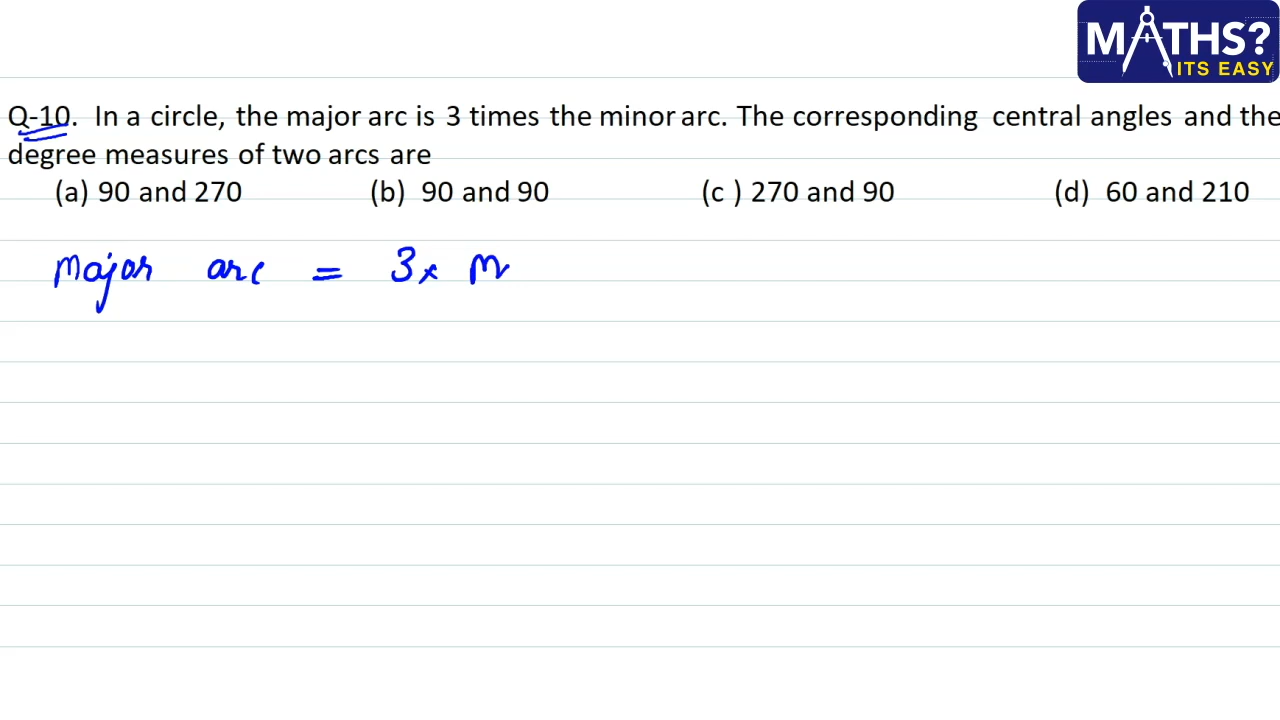 MATHS?
ITS EASY
Q-10. In a circle, the major arc is 3 times the minor arc. The corresponding central angles and the
degree measures of two arcs are
(a) 90 and 270 (b) 90 and 90 (c ) 270 and 90 (d) 60 and 210
Major arc = 3 × m